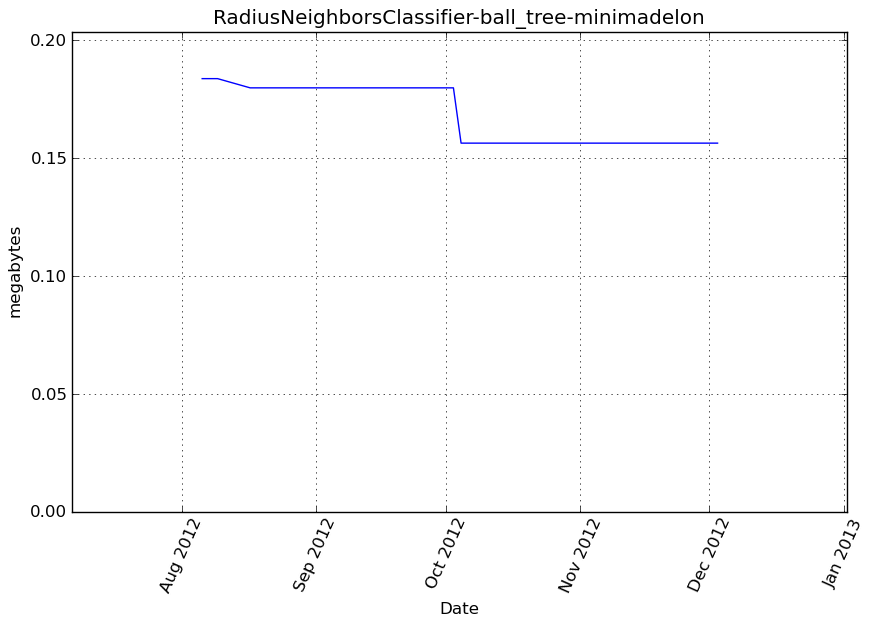 RadiusNeighborsClassifier-ball_tree-minimadelon
0.20
0.15
0.10
0.05
0.00
megabytes
Aug 2012
Sep 2012
Oct 2012
Nov 2012
Dec 2012
Jan 2013
Date